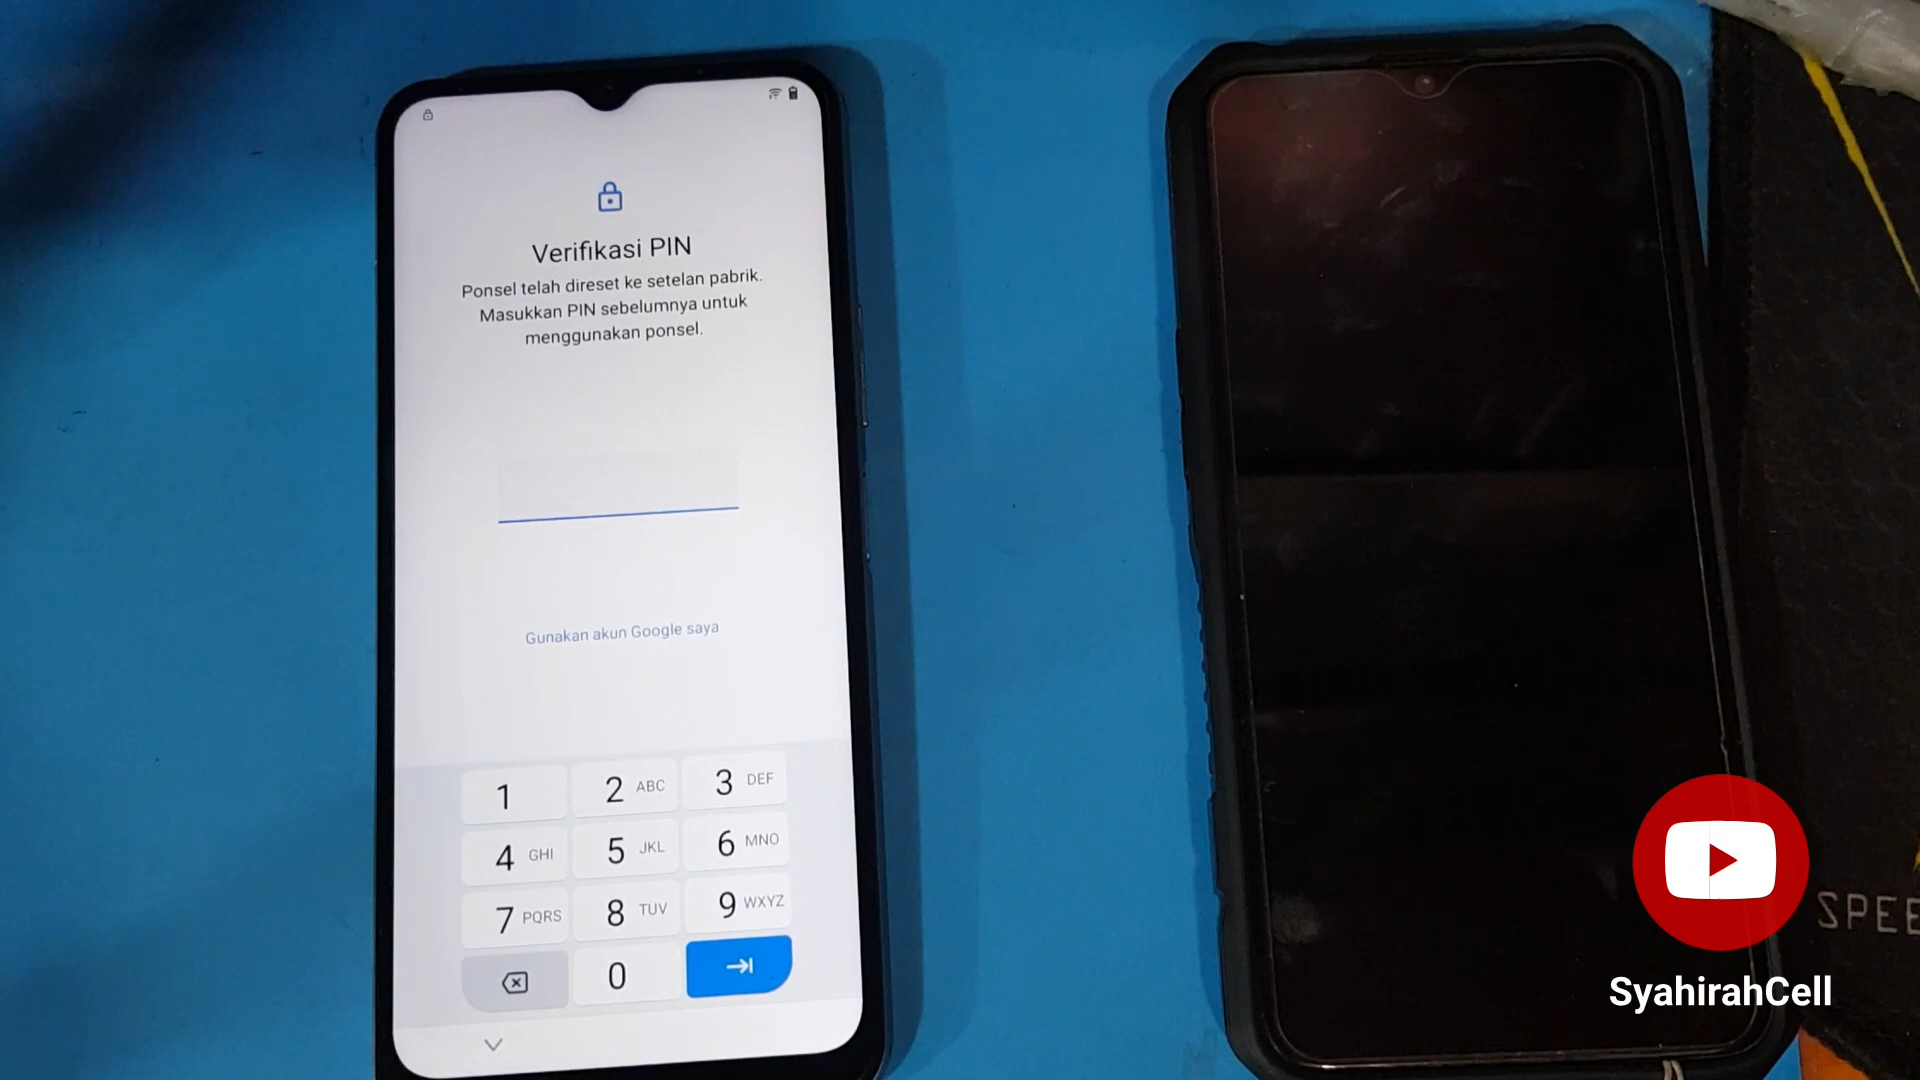 Verifikasi PIN
Ponsel telah direset ke setelan pabrik.
Masukkan PIN sebelumnya untuk
menggunakan ponsel.
Gunakan akun Google saya
1 2 ABC 3 DEF
4 GHI 5 JKL 6 MNO
7 PQRS 8 TUV 9 WXYZ
0
SPEE
SyahirahCell